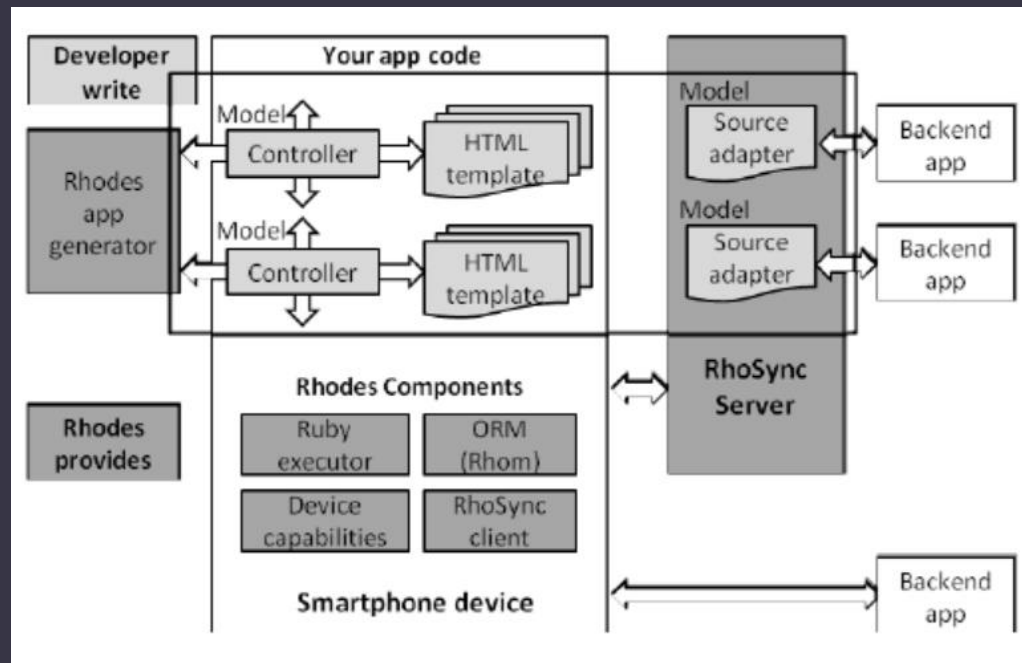 Developer
write
Your app code
Model
Controller
HTML
template
Model
Source
adapter
Backend
app
Rhodes
app
generator
Model
Controller
HTML
template
Model
Source
adapter
Backend
app
Rhodes Components
RhoSync
Server
Rhodes
provides
Ruby
executor
ORM
(Rhom)
Device
capabilities
RhoSync
client
Smartphone device
Backend
app